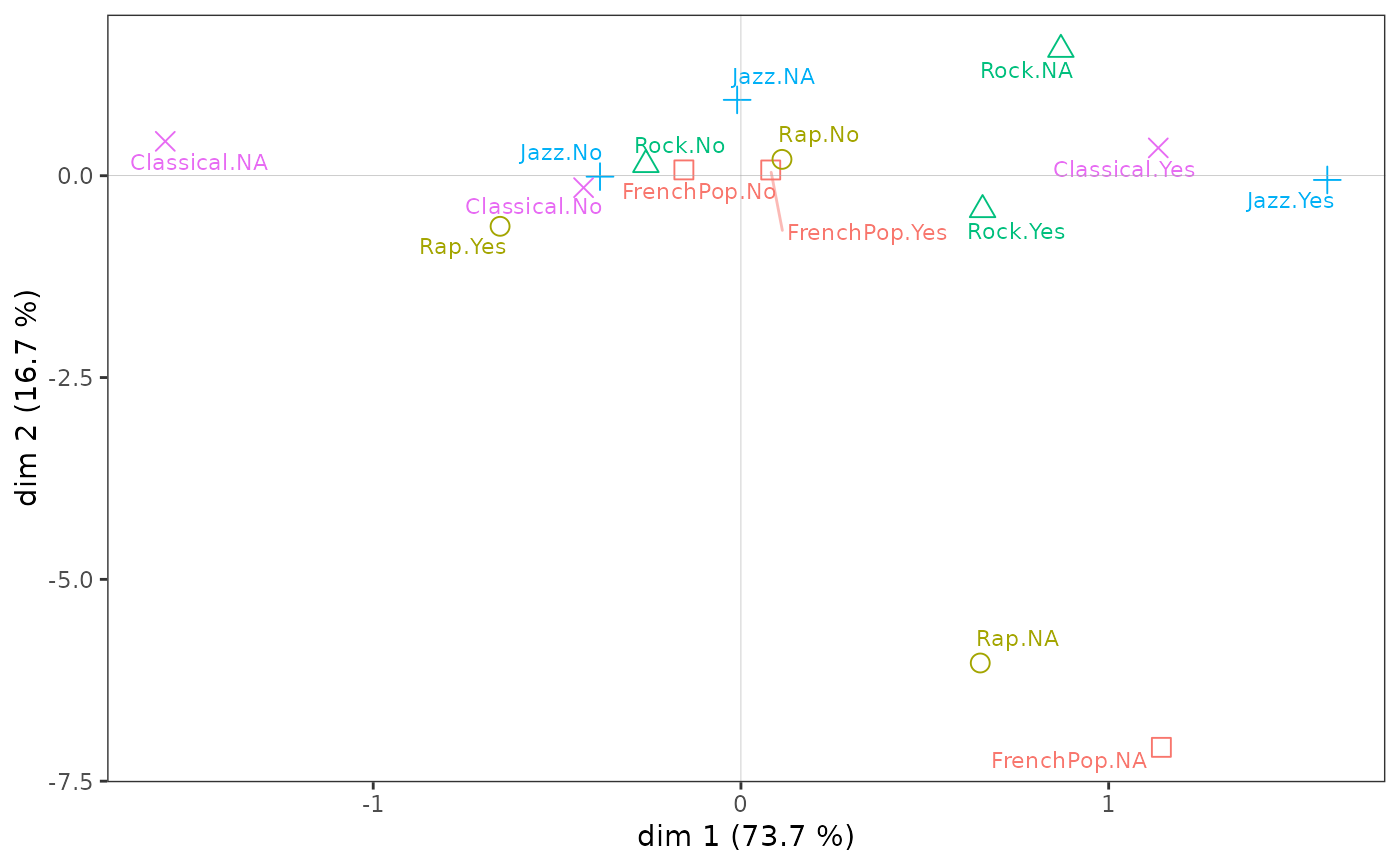 Rock.NA
Jazz.NA
Rap.No
Rock.No
Jazz.No
Classical.NA
Classical.Yes
FrenchPop.No
Jazz.Yes
Classical.No
FrenchPop.Yes
Rock.Yes
Rap.Yes
Rap.NA
FrenchPop.NA
0.0
-2.5
-5.0
-7.5
dim 2 (16.7 %)
-1
0
1
dim 1 (73.7 %)